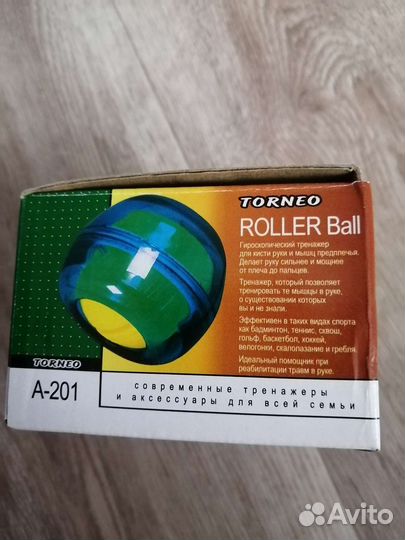 TORNEO
ROLLER Ball
Гироскопический тренажер
для кисти руки и мышц предплечья.
Делает руку сильнее и мощнее
от плеча до пальцев.
Тренажер, который позволяет
тренировать те мышцы в руке,
о существовании которых
вы и не знали.
Эффективен в таких видах спорта
как бадминтон, теннис, сквош,
гольф, баскетбол, хоккей,
велогонки, скалолазание и гребля.
Идеальный помощник при
реабилитации травм в руке.
TORNEO
A-201
современные тренажеры
и аксессуары для всей семьи
Avito